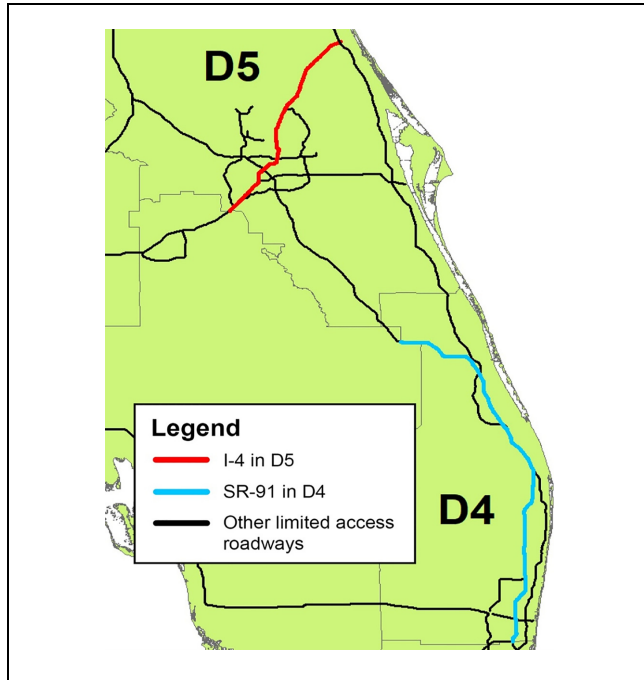 D5
Legend
I-4 in D5
SR-91 in D4
Other limited access
roadways
D4